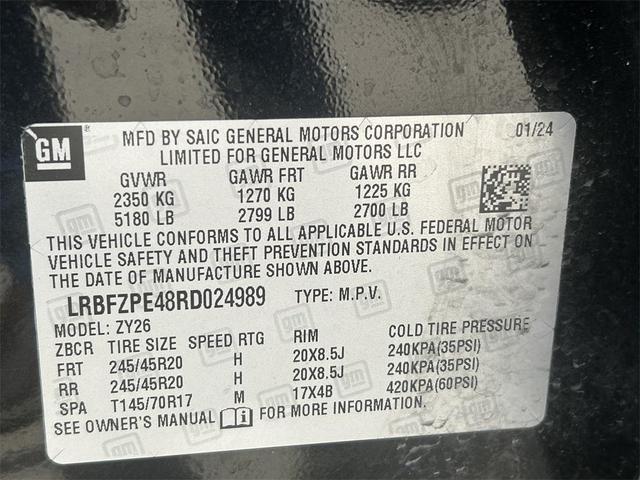 GM ®
MFD BY SAIC GENERAL MOTORS CORPORATION 01/24
LIMITED FOR GENERAL MOTORS LLC
GVWR GAWR FRT GAWR RR
2350 KG 1270 KG 1225 KG
5180 LB 2799 LB 2700 LB
THIS VEHICLE CONFORMS TO ALL APPLICABLE U.S. FEDERAL MOTOR
VEHICLE SAFETY AND THEFT PREVENTION STANDARDS IN EFFECT ON
THE DATE OF MANUFACTURE SHOWN ABOVE.
LRBFZPE48RD024989 TYPE: M.P.V.
MODEL: ZY26
ZBCR TIRE SIZE SPEED RTG RIM COLD TIRE PRESSURE
FRT 245/45R20 H 20X8.5J 240KPA(35PSI)
RR 245/45R20 H 20X8.5J 240KPA(35PSI)
SPA T145/70R17 M 17X4B 420KPA(60PSI)
SEE OWNER'S MANUAL FOR MORE INFORMATION.